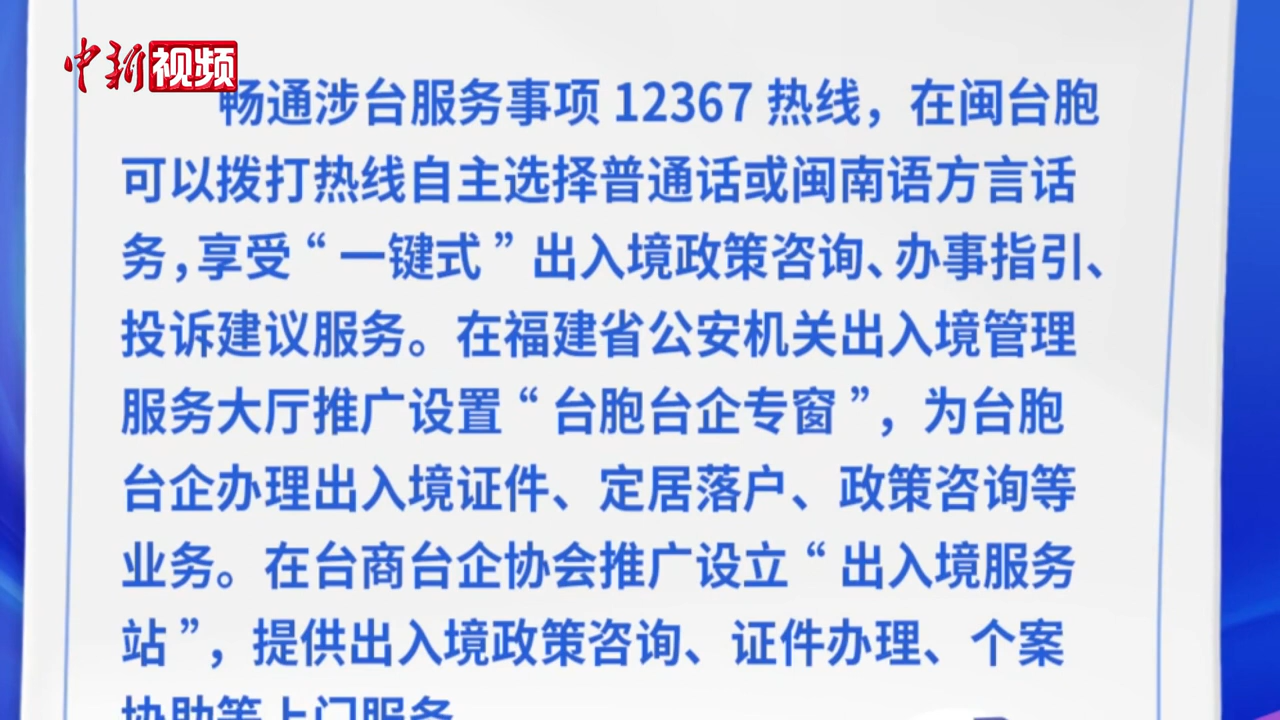 中新视频
畅通涉台服务事项 12367 热线，在闽台胞
可以拨打热线自主选择普通话或闽南语方言话
务，享受“一键式”出入境政策咨询、办事指引、
投诉建议服务。在福建省公安机关出入境管理
服务大厅推广设置“台胞台企专窗”，为台胞
台企办理出入境证件、定居落户、政策咨询等
业务。在台商台企协会推广设立“出入境服务
站”，提供出入境政策咨询、证件办理、个案
协助等上门服务